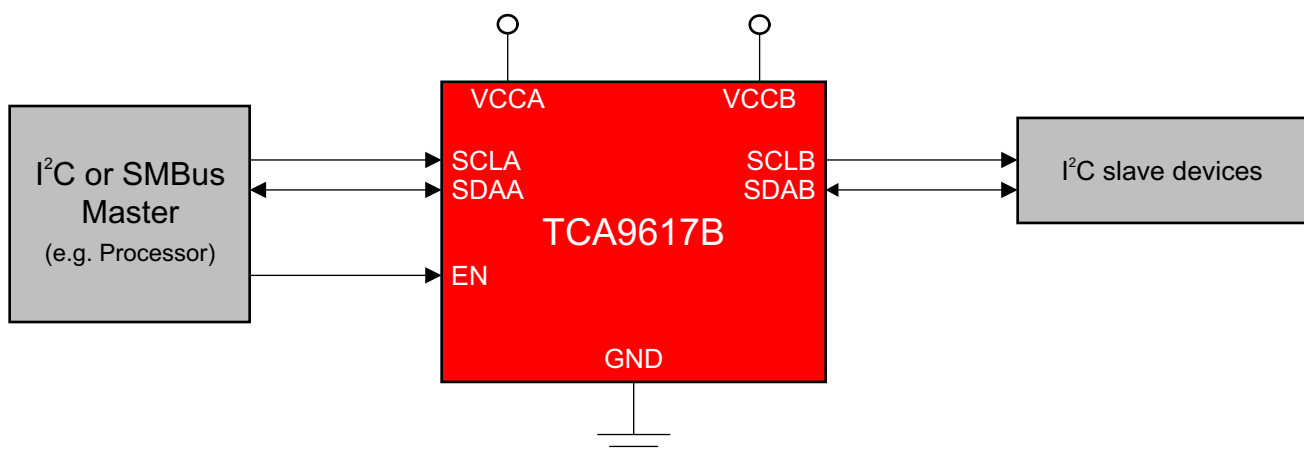 VCCA
VCCB
I²C or SMBus
Master
(e.g. Processor)
SCLA
SDAA
EN
SCLB
SDAB
TCA9617B
GND
I²C slave devices